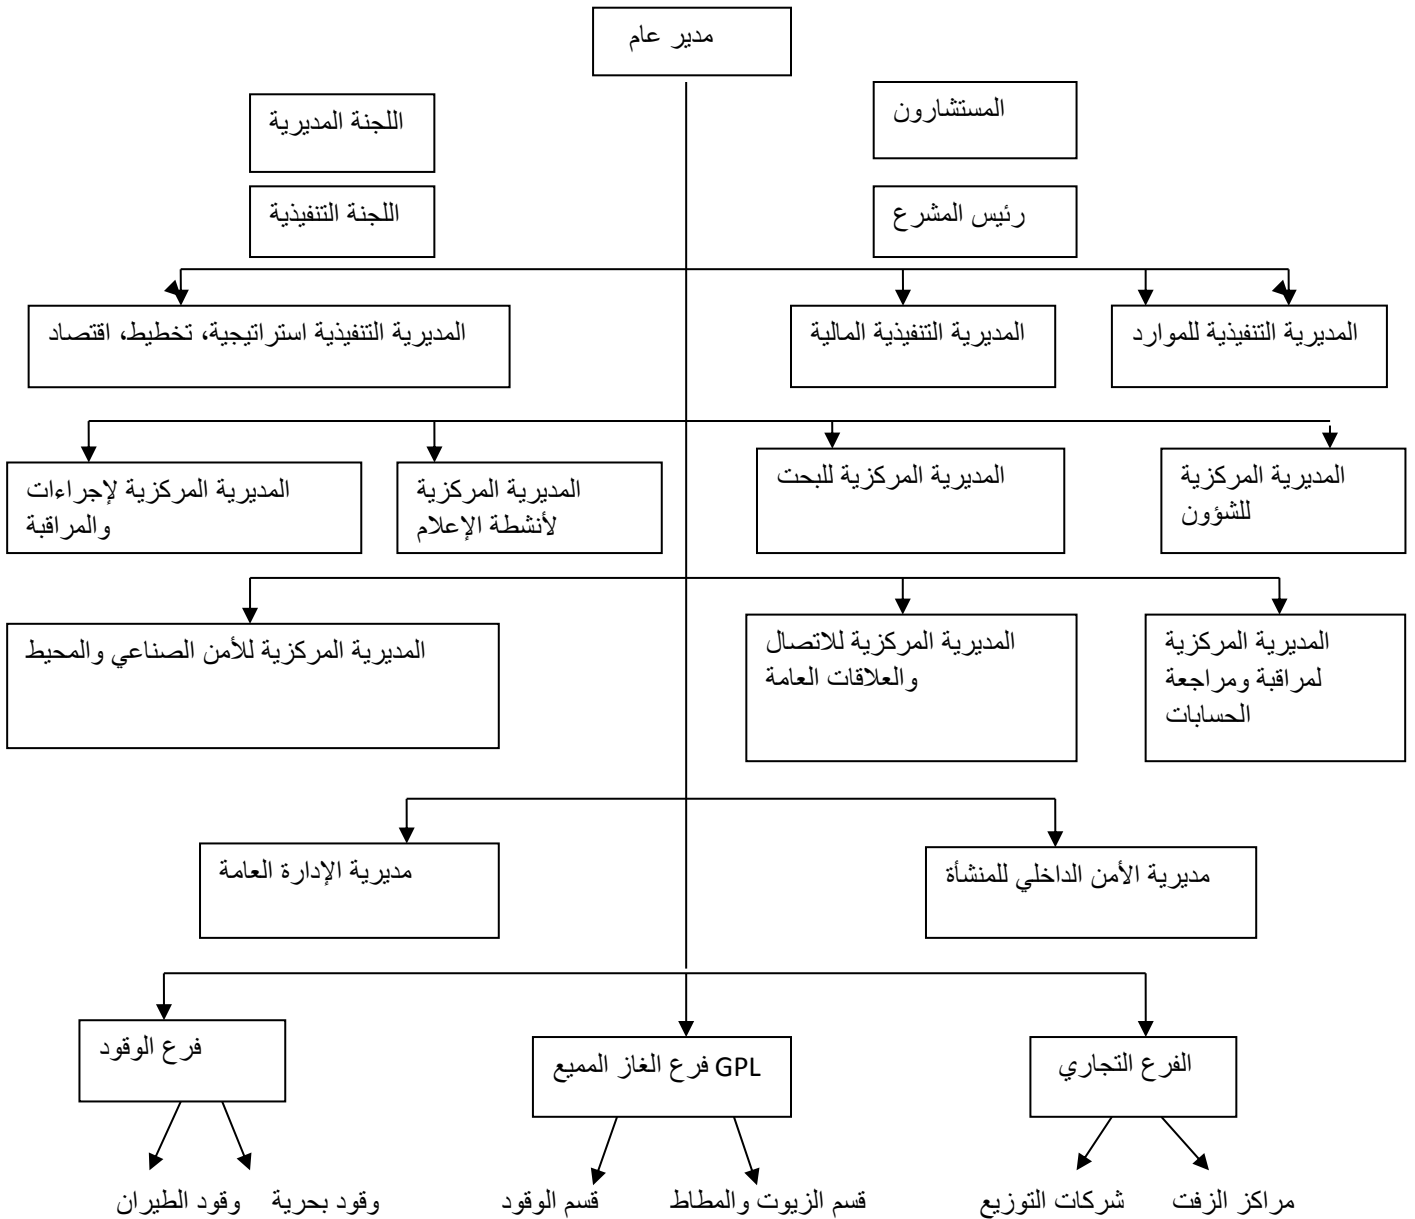 مدير عام
المستشارون
اللجنة المديرية
رئيس المشرع
اللجنة التنفيذية
المديرية التنفيذية للموارد
المديرية التنفيذية المالية
المديرية التنفيذية استراتيجية، تخطيط، اقتصاد
المديرية المركزية
للشؤون
المديرية المركزية للبحث
المديرية المركزية
لأنشطة الإعلام
المديرية المركزية لإجراءات
والمراقبة
المديرية المركزية
لمراقبة ومراجعة
الحسابات
المديرية المركزية للاتصال
والعلاقات العامة
المديرية المركزية للأمن الصناعي والمحيط
مديرية الأمن الداخلي للمنشأة
مديرية الإدارة العامة
الفرع التجاري
فرع الغاز المميع GPL
فرع الوقود
مراكز الزفت
شركات التوزيع
قسم الزيوت والمطاط
قسم الوقود
وقود بحرية
وقود الطيران